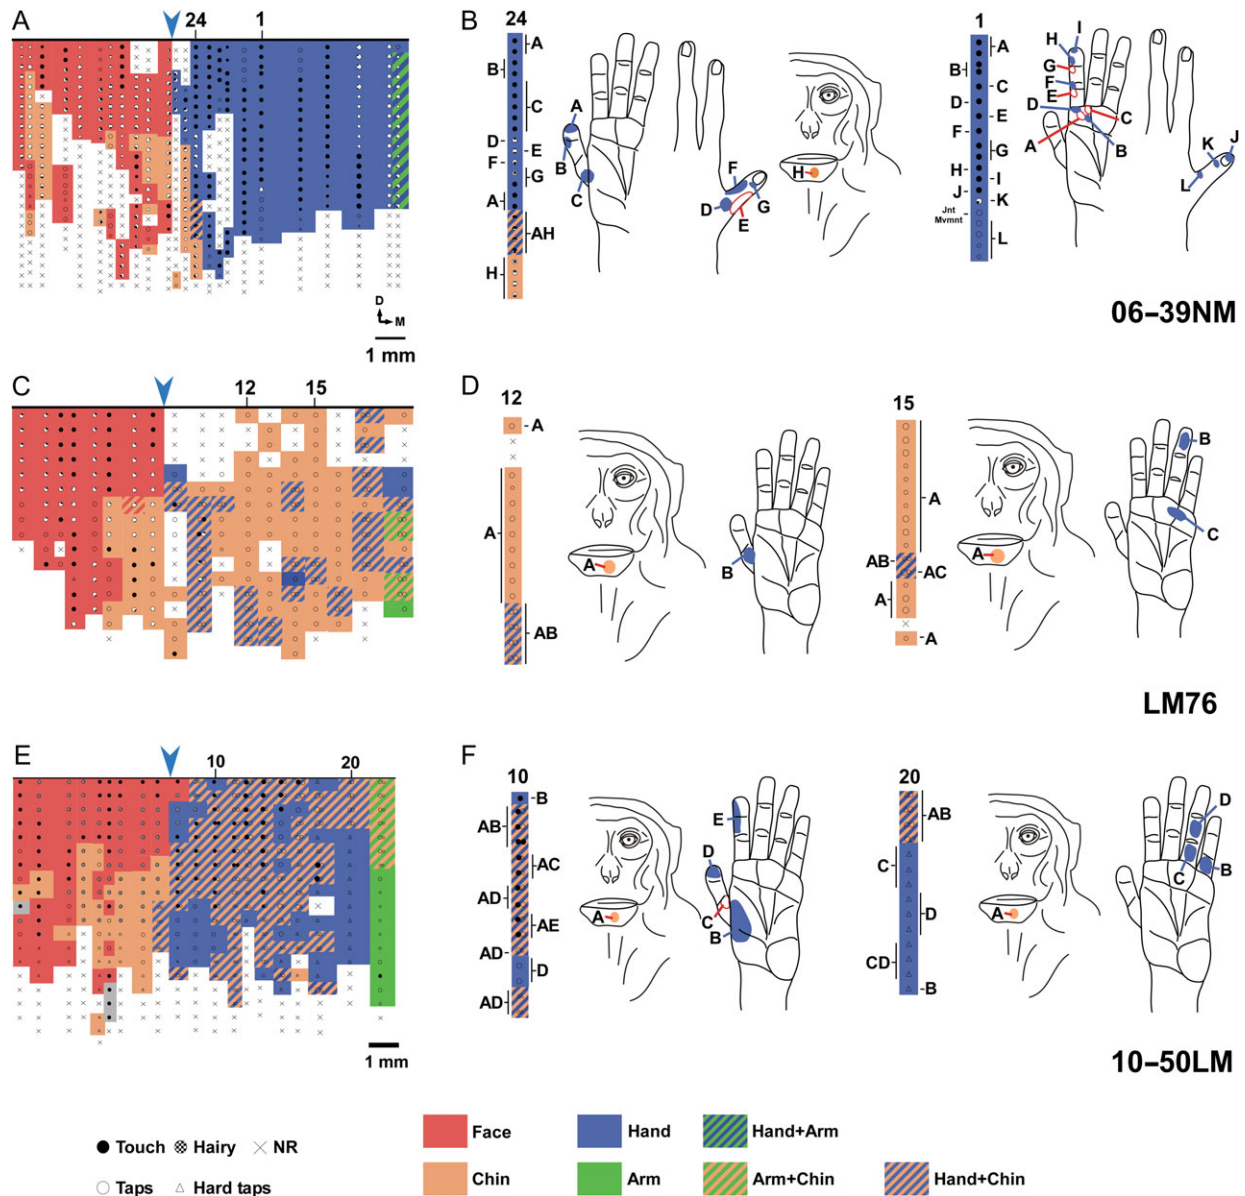 A
24
1
D
M
1 mm
B
24
A
B
C
D
E
F
G
A
AH
H
A
B
C
F
D
G
E
H
1
A
B
C
D
E
F
G
H
I
J
K
Jnt
Mvmnt
L
H
I
G
F
E
D
C
A
B
K
J
L
06–39NM
C
12
15
D
12
A
A
AB
A
B
15
A
AB
AC
A
A
A
B
C
LM76
E
10
20
1 mm
F
10
B
AB
AC
AD
AE
AD
D
AD
A
E
D
C
B
20
AB
C
D
CD
B
A
D
C
B
10–50LM
Touch
Hairy
NR
Taps
Hard taps
Face
Hand
Hand+Arm
Chin
Arm
Arm+Chin
Hand+Chin